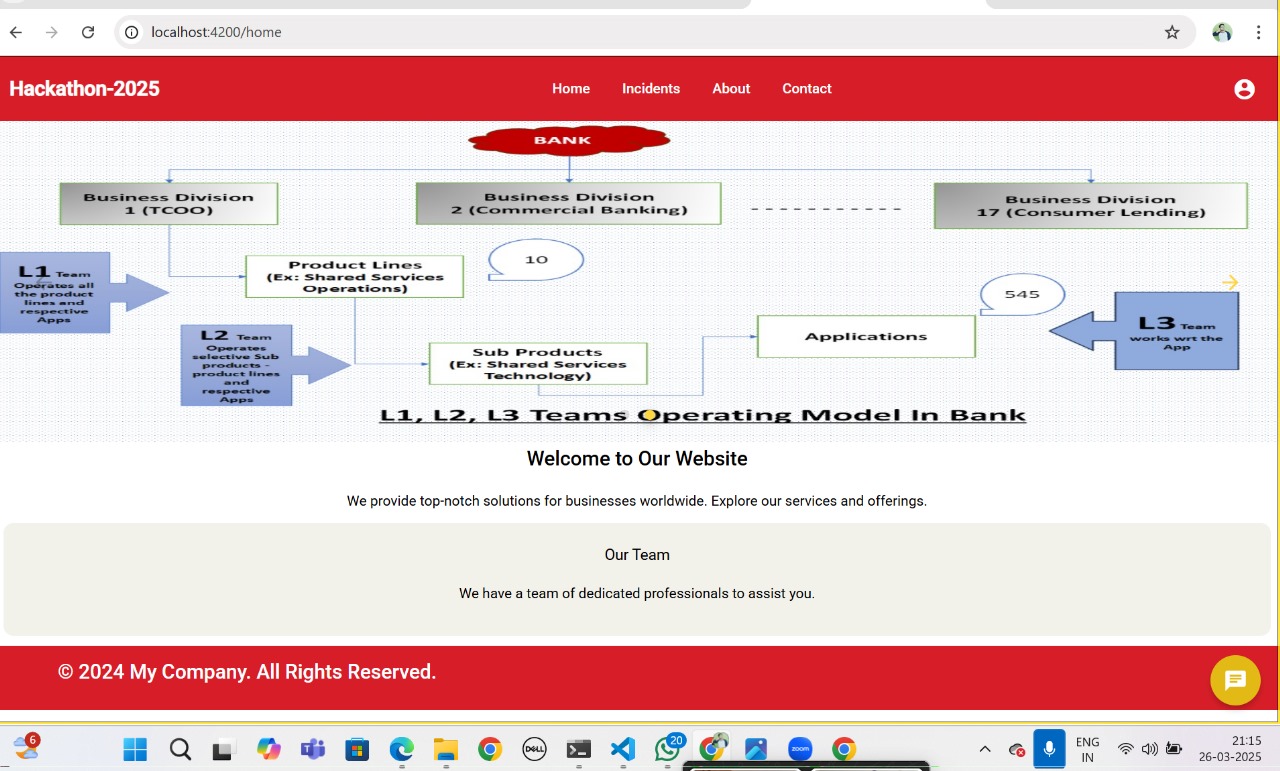 localhost:4200/home
Hackathon-2025
Home
Incidents
About
Contact
BANK
Business Division
1 (TCOO)
Business Division
2 (Commercial Banking)
Business Division
17 (Consumer Lending)
L1 Team
Operates all
the product
lines and
respective
Apps
Product Lines
(Ex: Shared Services
Operations)
10
545
L2 Team
Operates
selective Sub
products -
product lines
and
respective
Apps
Sub Products
(Ex: Shared Services
Technology)
Applications
L3 Team
works wrt the
App
L1, L2, L3 Teams Operating Model In Bank
Welcome to Our Website
We provide top-notch solutions for businesses worldwide. Explore our services and offerings.
Our Team
We have a team of dedicated professionals to assist you.
© 2024 My Company. All Rights Reserved.
6
DELL
20
zoom
ENG
IN
21:15
26-03-2025